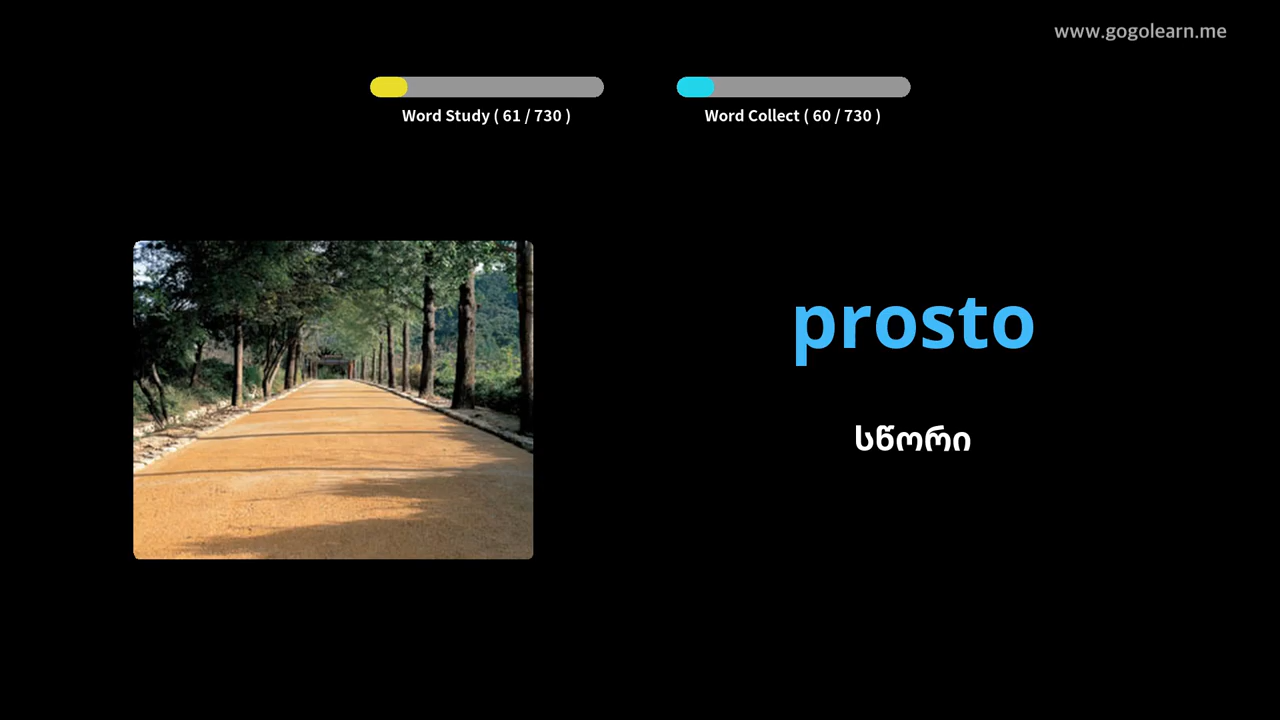 www.gogolearn.me
Word Study ( 61 / 730 )
Word Collect ( 60 / 730 )
prosto
სწორი